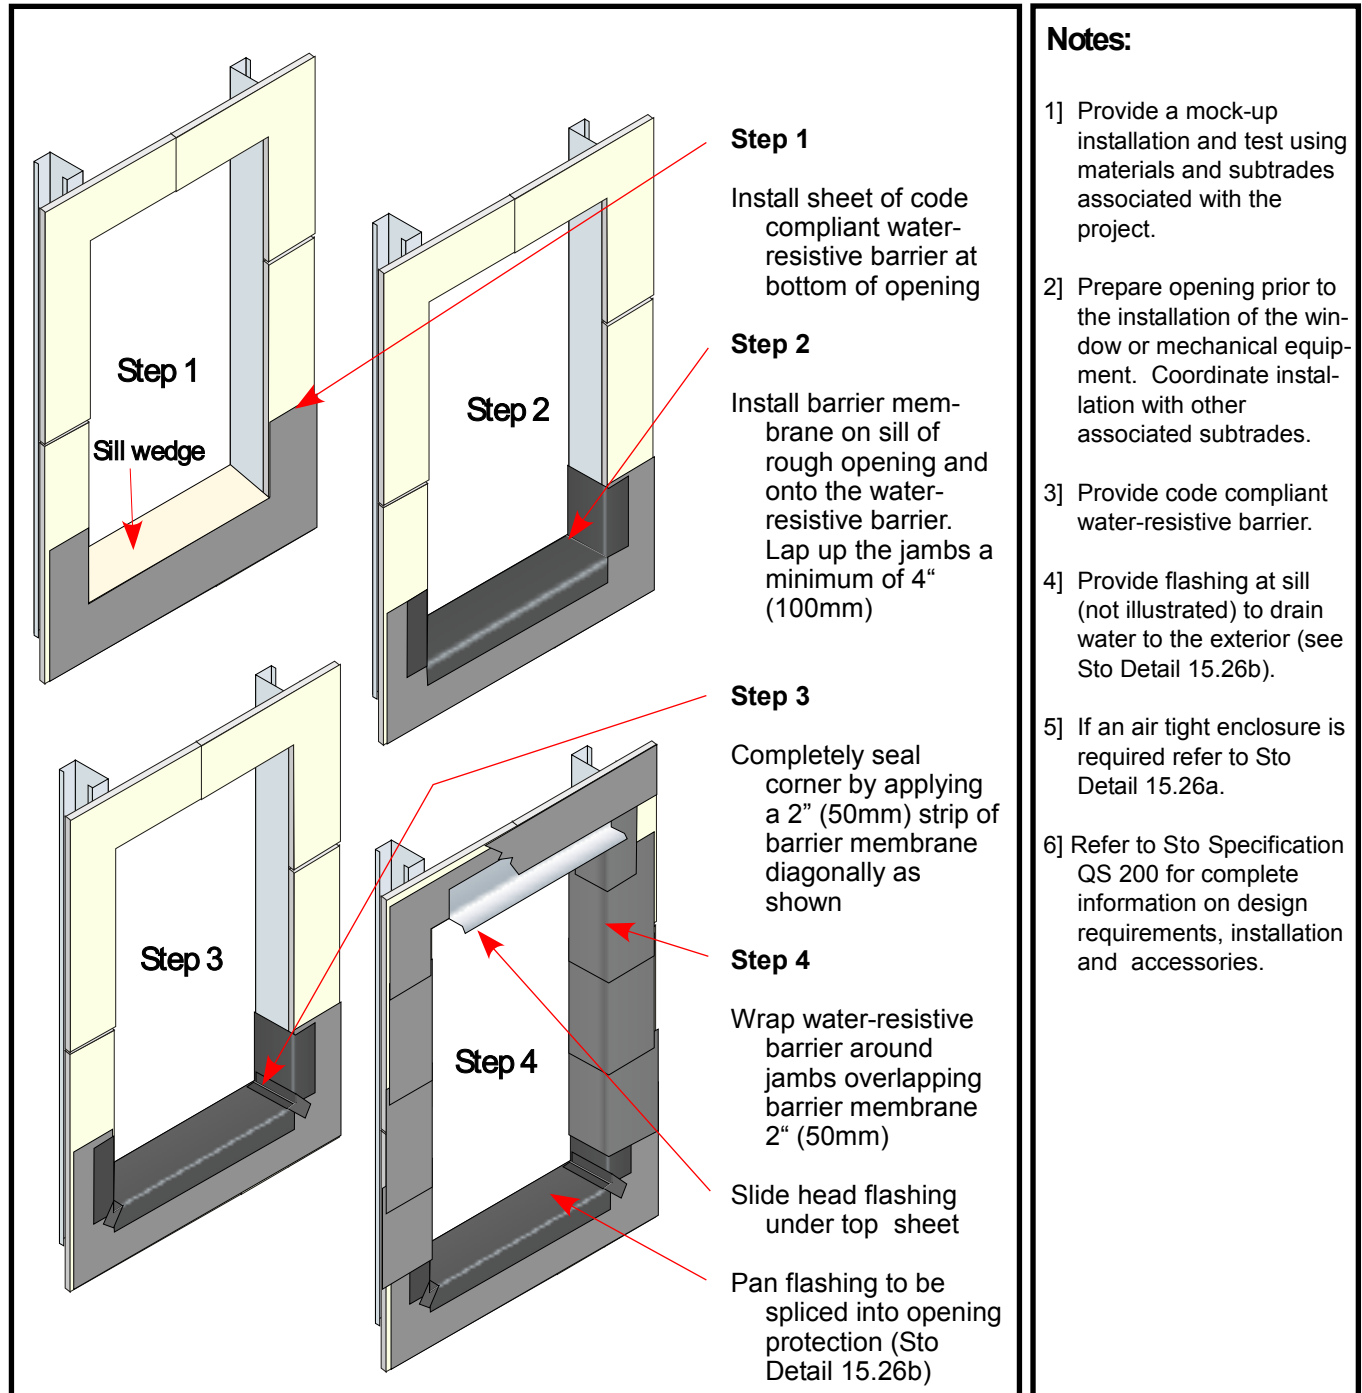 Step 1
Sill wedge
Step 2
Step 3
Step 4
Step 1
Install sheet of code
compliant water-
resistive barrier at
bottom of opening
Step 2
Install barrier mem-
brane on sill of
rough opening and
onto the water-
resistive barrier.
Lap up the jambs a
minimum of 4“
(100mm)
Step 3
Completely seal
corner by applying
a 2” (50mm) strip of
barrier membrane
diagonally as
shown
Step 4
Wrap water-resistive
barrier around
jambs overlapping
barrier membrane
2“ (50mm)
Slide head flashing
under top sheet
Pan flashing to be
spliced into opening
protection (Sto
Detail 15.26b)
Notes:
1] Provide a mock-up
installation and test using
materials and subtrades
associated with the
project.
2] Prepare opening prior to
the installation of the win-
dow or mechanical equip-
ment. Coordinate instal-
lation with other
associated subtrades.
3] Provide code compliant
water-resistive barrier.
4] Provide flashing at sill
(not illustrated) to drain
water to the exterior (see
Sto Detail 15.26b).
5] If an air tight enclosure is
required refer to Sto
Detail 15.26a.
6] Refer to Sto Specification
QS 200 for complete
information on design
requirements, installation
and accessories.